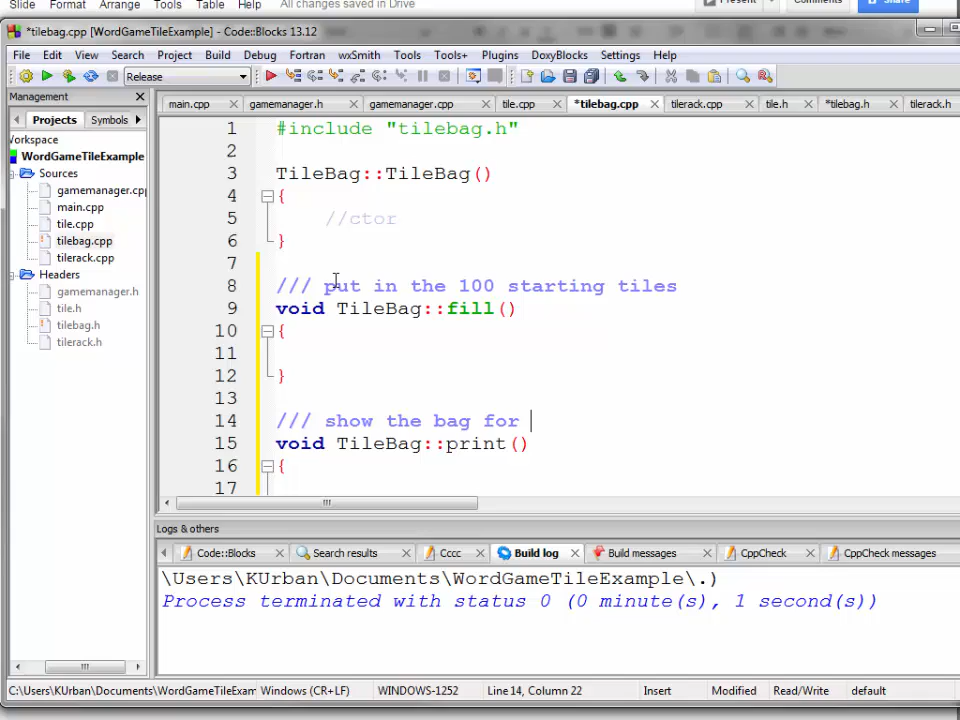 Slide Format Arrange Tools Table Help All changes saved in Drive Present Comments
*tilebag.cpp [WordGameTileExample] - Code::Blocks 13.12
File Edit View Search Project Build Debug Fortran wxSmith Tools Tools+ Plugins DoxyBlocks Settings Help
Release
Management
main.cpp gamemanager.h gamemanager.cpp tile.cpp *tilebag.cpp tilerack.cpp tile.h *tilebag.h tilerack.h
Projects Symbols
Workspace
WordGameTileExample
Sources
gamemanager.cpp
main.cpp
tile.cpp
tilebag.cpp
tilerack.cpp
Headers
gamemanager.h
tile.h
tilebag.h
tilerack.h
1 #include "tilebag.h"
2
3 TileBag::TileBag()
4 {
5 //ctor
6 }
7
8 /// put in the 100 starting tiles
9 void TileBag::fill()
10 {
11
12 }
13
14 /// show the bag for
15 void TileBag::print()
16 {
17
Logs & others
Code::Blocks Search results Cccc Build log Build messages CppCheck CppCheck messages
\Users\KUrban\Documents\WordGameTileExample\.)
Process terminated with status 0 (0 minute(s), 1 second(s))
C:\Users\KUrban\Documents\WordGameTileExam Windows (CR+LF) WINDOWS-1252 Line 14, Column 22 Insert Modified Read/Write default